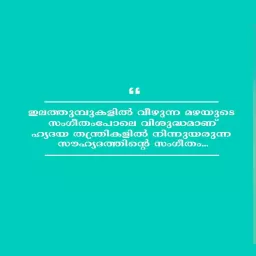 “
ഇലത്തുമ്പുകളിൽ വീഴുന്ന മഴയുടെ
സംഗീതംപോലെ വിശുദ്ധമാണ്
ഹൃദയ തന്ത്രികളിൽ നിന്നുയരുന്ന
സൗഹൃദത്തിന്റെ സംഗീതം...